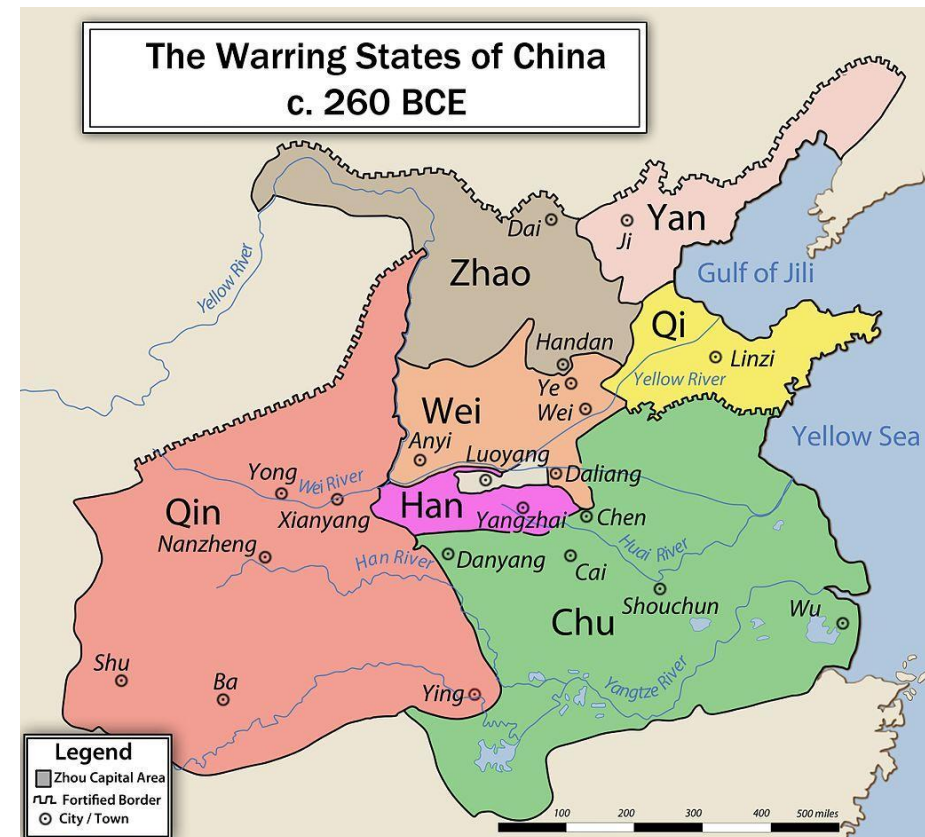 The Warring States of China
c. 260 BCE
Dai
Ji
Yan
Yellow River
Zhao
Gulf of Jili
Qi
Handan
Linzi
Ye
Yellow River
Wei
Wei
Anyi
Yellow Sea
Luoyang
Yong
Wei River
Daliang
Qin
Xianyang
Han
Yangzhai
Chen
Nanzheng
Han River
Danyang
Huai River
Cai
Shouchun
Chu
Wu
Shu
Ba
Ying
Yangtze River
Legend
Zhou Capital Area
Fortified Border
City / Town
100 200 300 400 500 miles